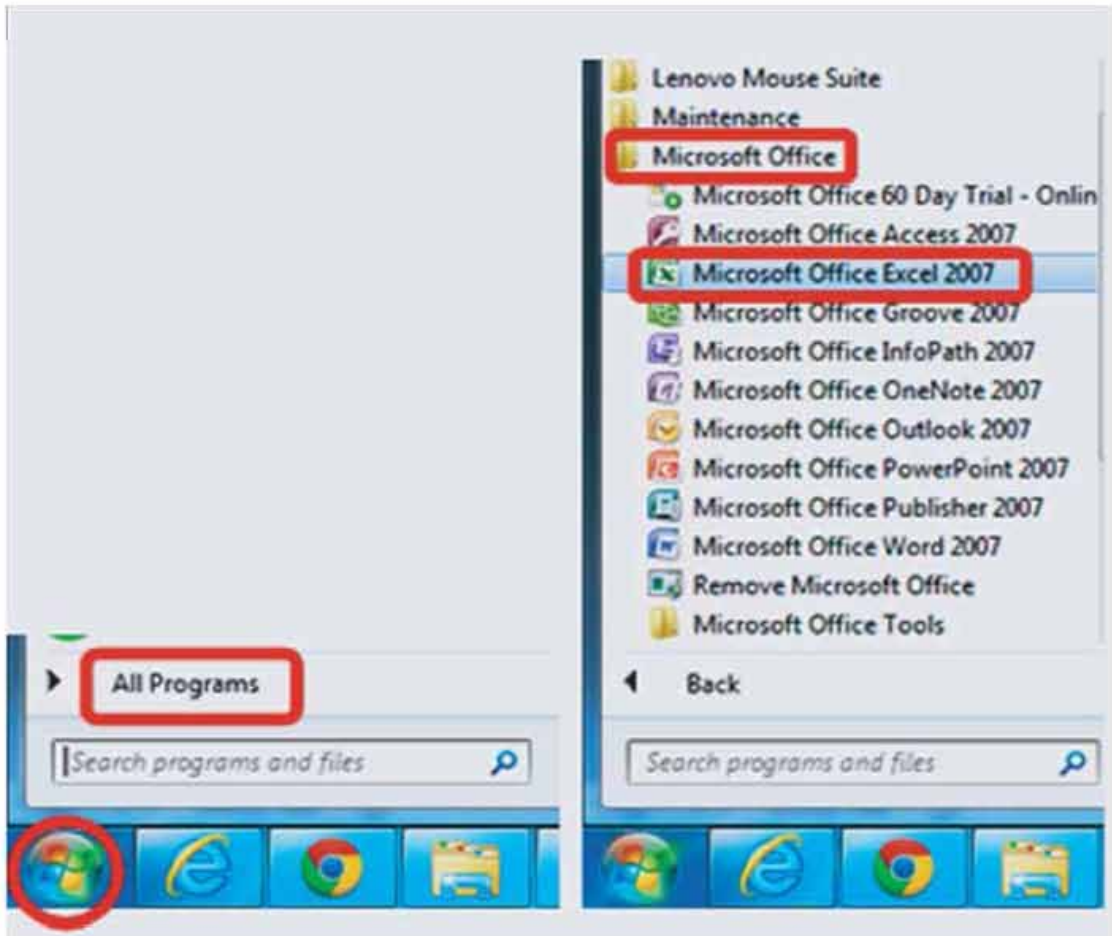 All Programs
Search programs and files
Lenovo Mouse Suite
Maintenance
Microsoft Office
Microsoft Office 60 Day Trial - Onlin
Microsoft Office Access 2007
Microsoft Office Excel 2007
Microsoft Office Groove 2007
Microsoft Office InfoPath 2007
Microsoft Office OneNote 2007
Microsoft Office Outlook 2007
Microsoft Office PowerPoint 2007
Microsoft Office Publisher 2007
Microsoft Office Word 2007
Remove Microsoft Office
Microsoft Office Tools
Back
Search programs and files